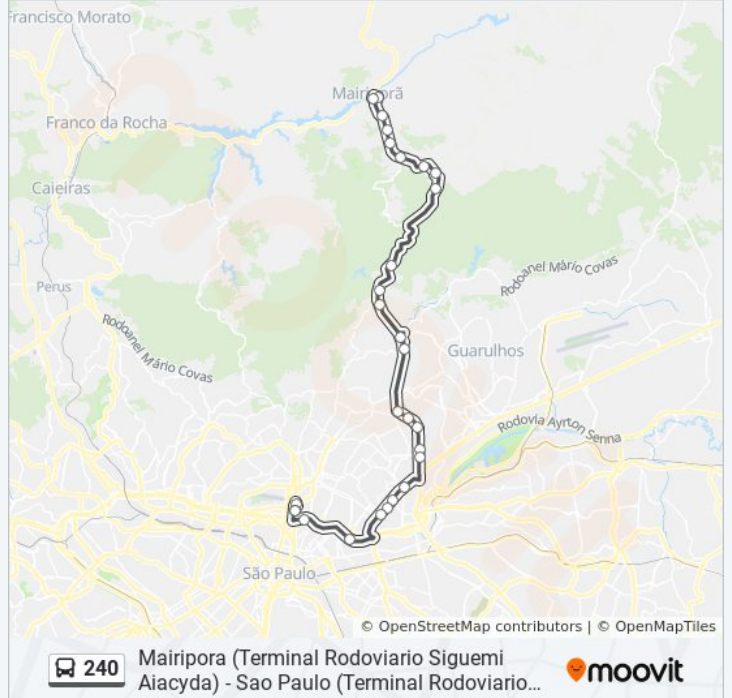 Francisco Morato
Mairiporã
Franco da Rocha
Caieiras
Rodoanel Mário Covas
Perus
Rodoanel Mário Covas
Guarulhos
Rodovia Ayrton Senna
São Paulo
© OpenStreetMap contributors | © OpenMapTiles
240
Mairipora (Terminal Rodoviario Siguemi
Aiacyda) - Sao Paulo (Terminal Rodoviario...
moovit